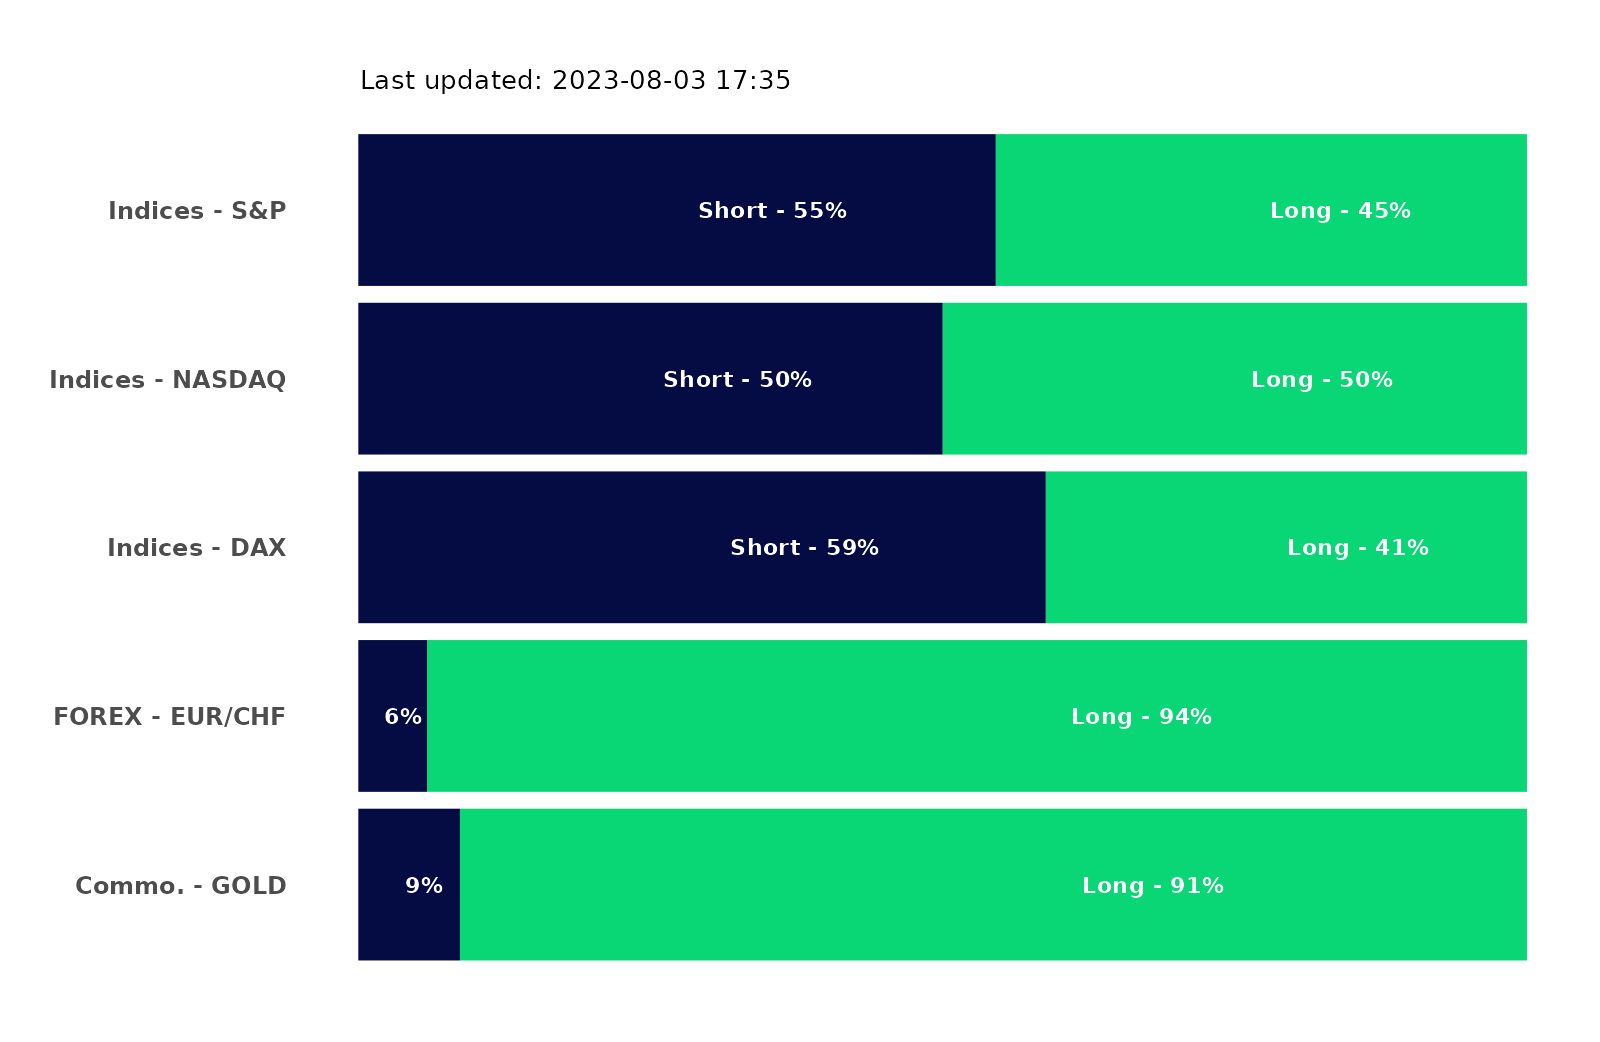 Last updated: 2023-08-03 17:35
Indices - S&P Short - 55% Long - 45%
Indices - NASDAQ Short - 50% Long - 50%
Indices - DAX Short - 59% Long - 41%
FOREX - EUR/CHF 6% Long - 94%
Commo. - GOLD 9% Long - 91%